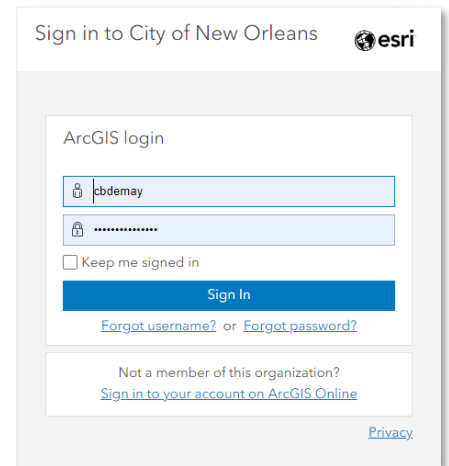 Sign in to City of New Orleans
esri
ArcGIS login
cbdemay
•••••••••••••••
Keep me signed in
Sign In
Forgot username? or Forgot password?
Not a member of this organization?
Sign in to your account on ArcGIS Online
Privacy